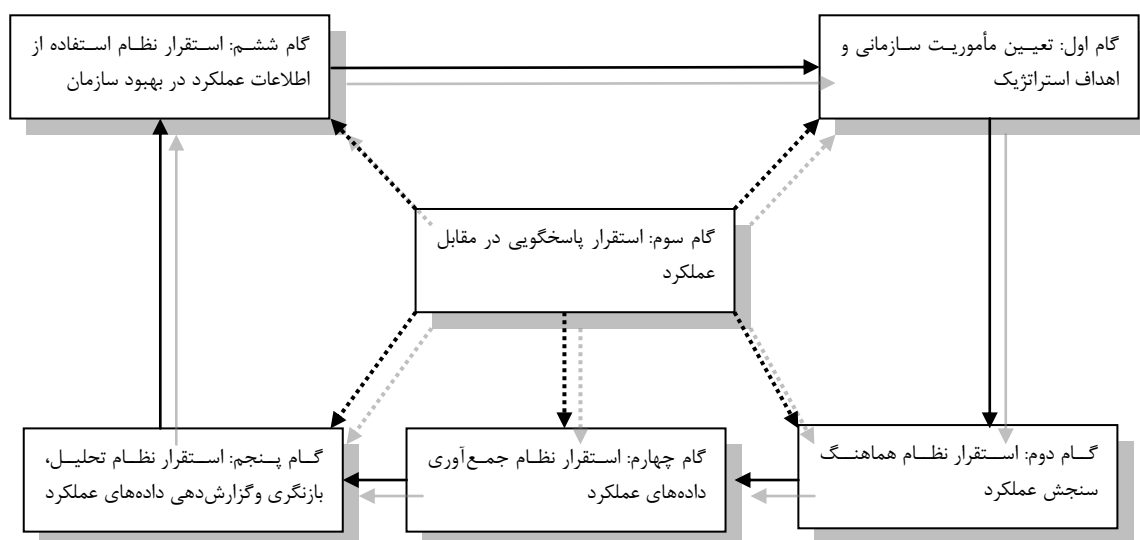 گام اول: تعیین مأموریت سازمانی و
اهداف استراتژیک
گام ششم: استقرار نظام استفاده از
اطلاعات عملکرد در بهبود سازمان
گام سوم: استقرار پاسخگویی در مقابل
عملکرد
گام دوم: استقرار نظام هماهنگ
سنجش عملکرد
گام چهارم: استقرار نظام جمع‌آوری
داده‌های عملکرد
گام پنجم: استقرار نظام تحلیل،
بازنگری وگزارش‌دهی داده‌های عملکرد